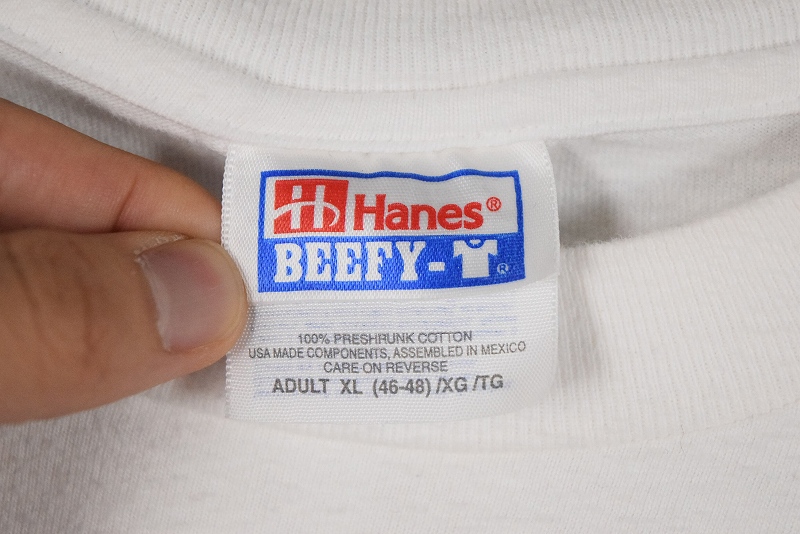 Hanes®
BEEFY-T®
100% PRESHRUNK COTTON
USA MADE COMPONENTS, ASSEMBLED IN MEXICO
CARE ON REVERSE
ADULT XL (46-48) /XG /TG